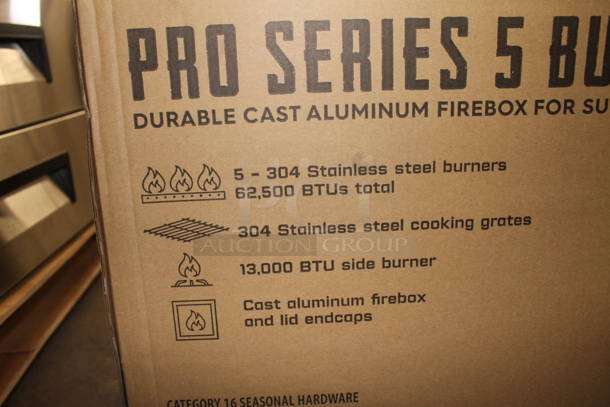 PRO SERIES 5 BU
DURABLE CAST ALUMINUM FIREBOX FOR SU
5 - 304 Stainless steel burners
62,500 BTUs total
304 Stainless steel cooking grates
AUCTION GROUP
13,000 BTU side burner
Cast aluminum firebox
and lid endcaps
CATEGORY 16 SEASONAL HARDWARE